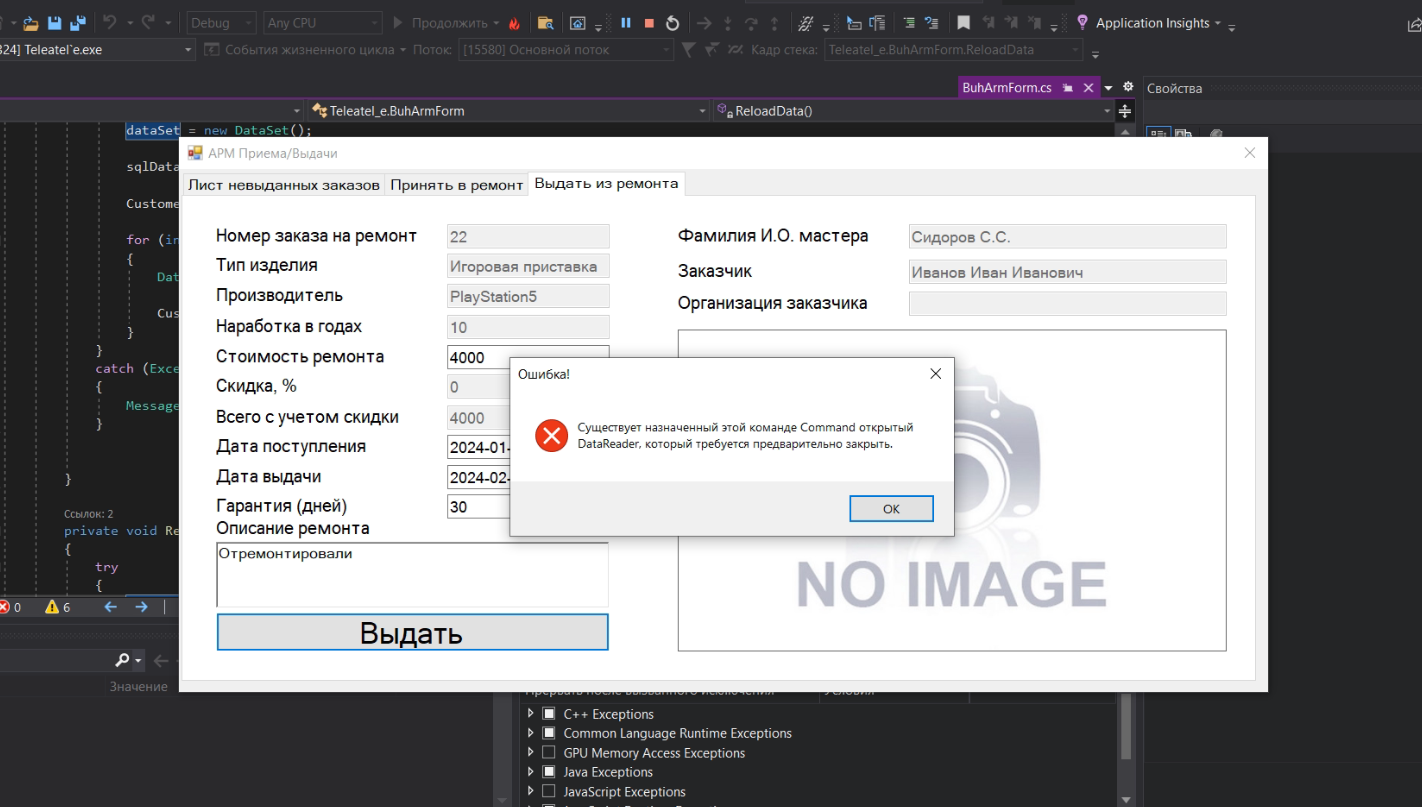 Debug
Any CPU
Продолжить
Application Insights
324] Teleatel`e.exe
События жизненного цикла
Поток:
[15580] Основной поток
Кадр стека:
Teleatel_e.BuhArmForm.ReloadData
BuhArmForm.cs
Свойства
Teleatel_e.BuhArmForm
ReloadData()
dataSet = new DataSet();
sqlData
Custome
for (in
{
Dat
Cus
}
}
catch (Exce
{
Message
}
}
Ссылок: 2
private void Re
{
try
{
0
6
Значение
АРМ Приема/Выдачи
Лист невыданных заказов
Принять в ремонт
Выдать из ремонта
Номер заказа на ремонт
22
Тип изделия
Игоровая приставка
Производитель
PlayStation5
Наработка в годах
10
Стоимость ремонта
4000
Скидка, %
0
Всего с учетом скидки
4000
Дата поступления
2024-01-
Дата выдачи
2024-02-
Гарантия (дней)
30
Описание ремонта
Отремонтировали
Выдать
Фамилия И.О. мастера
Сидоров С.С.
Заказчик
Иванов Иван Иванович
Организация заказчика
NO IMAGE
Ошибка!
Существует назначенный этой команде Command открытый
DataReader, который требуется предварительно закрыть.
ОК
C++ Exceptions
Common Language Runtime Exceptions
GPU Memory Access Exceptions
Java Exceptions
JavaScript Exceptions